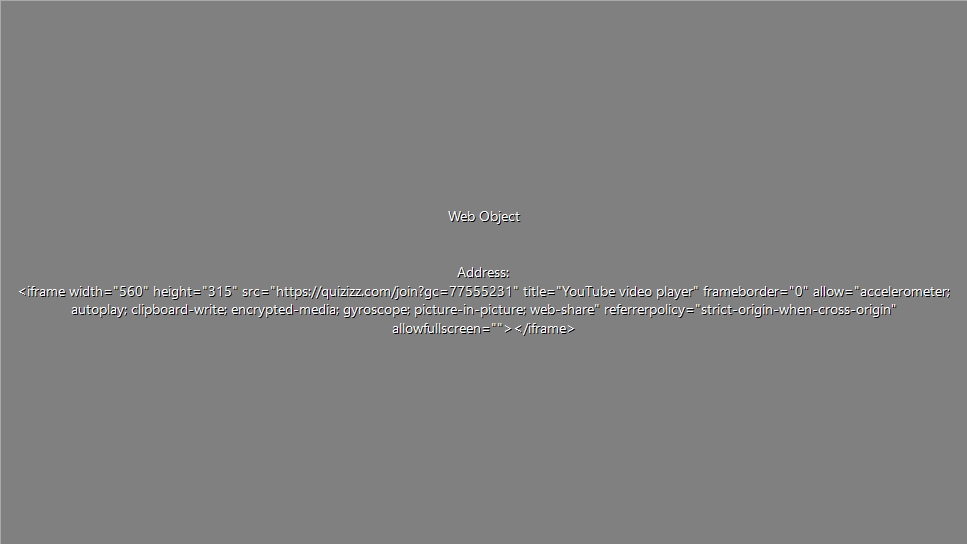 Web Object
Address:
<iframe width="560" height="315" src="https://quizizz.com/join?gc=77555231" title="YouTube video player" frameborder="0" allow="accelerometer;
autoplay; clipboard-write; encrypted-media; gyroscope; picture-in-picture; web-share" referrerpolicy="strict-origin-when-cross-origin"
allowfullscreen=""></iframe>